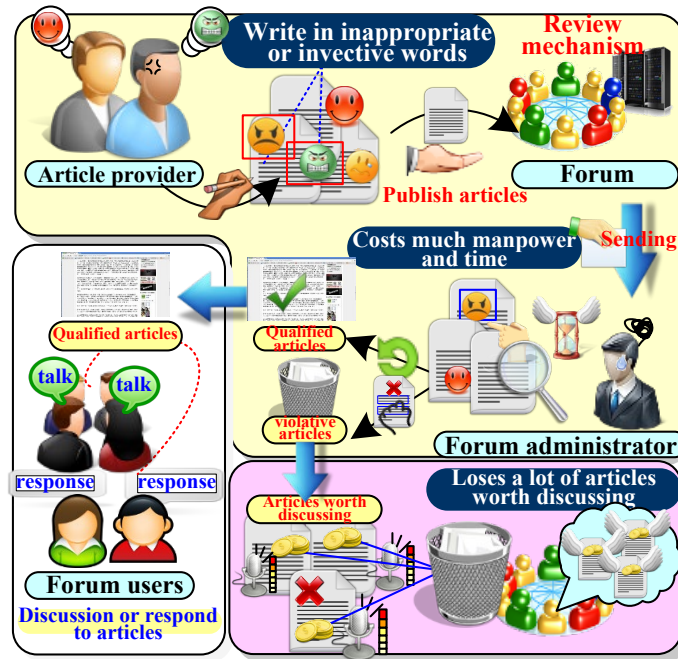 Write in inappropriate
or invective words
Review
mechanism
Article provider
Publish articles
Forum
Costs much manpower
and time
Sending
Qualified articles
Qualified
articles
talk
talk
violative
articles
Forum administrator
response
response
Articles worth
discussing
Loses a lot of articles
worth discussing
Forum users
Discussion or respond
to articles